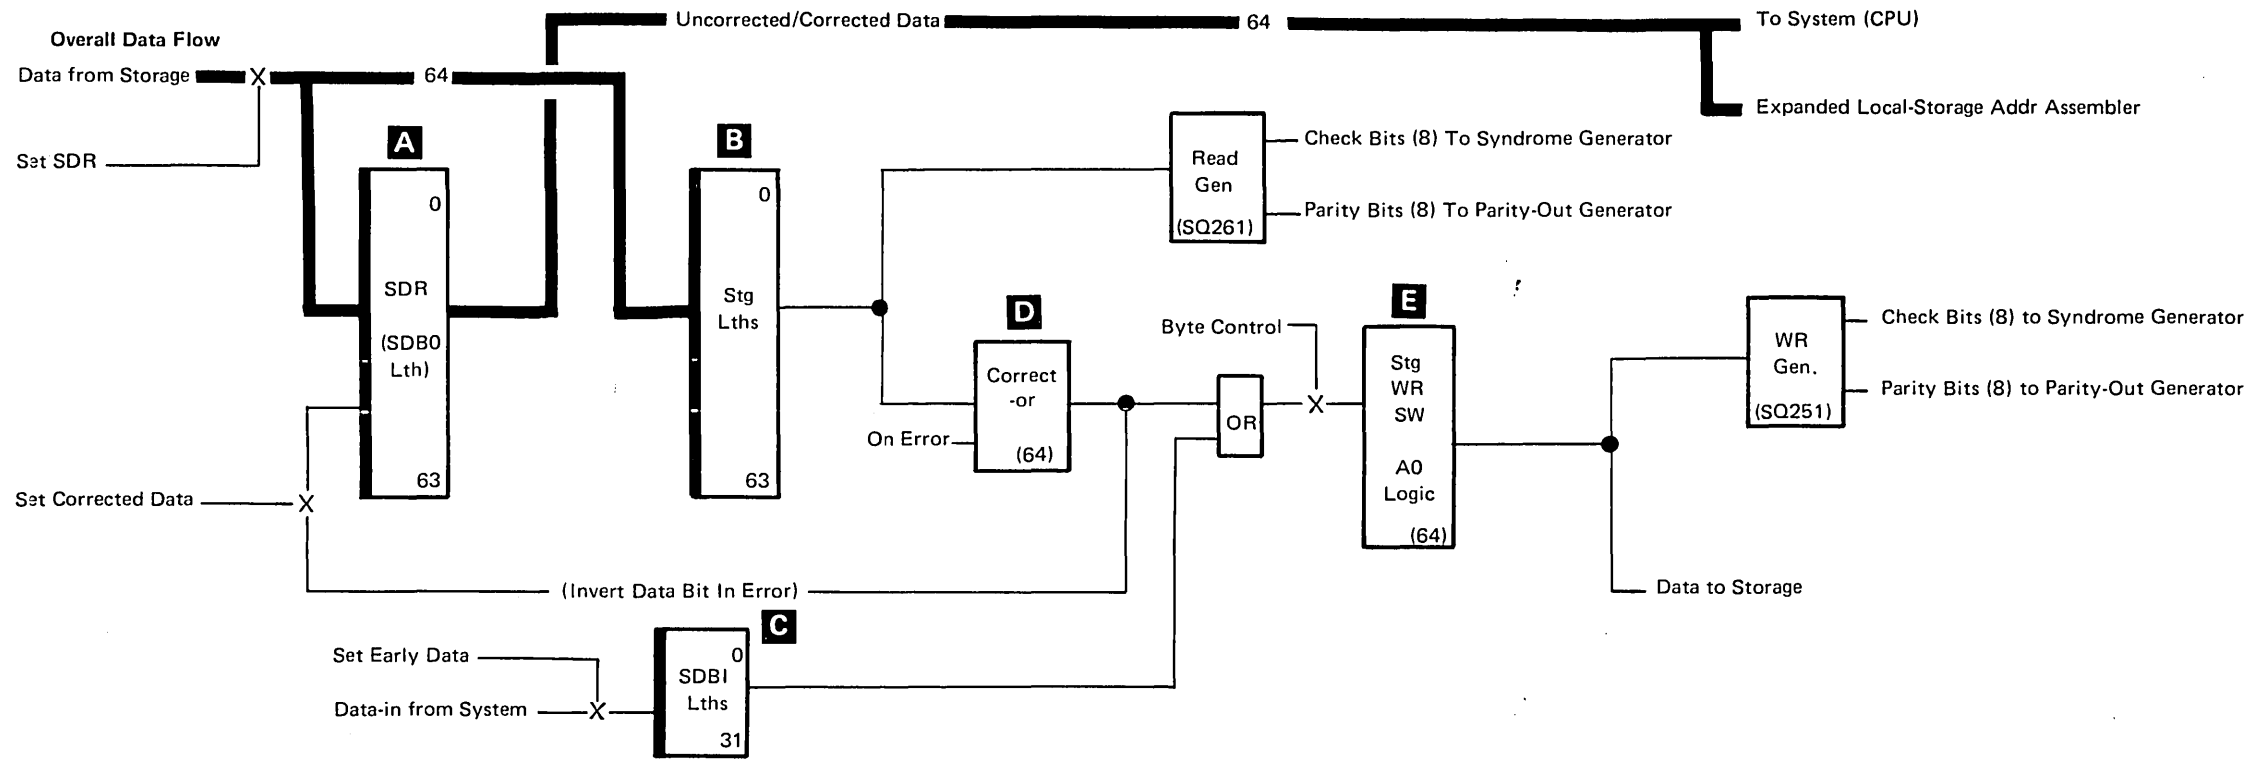 Uncorrected/Corrected Data
64
To System (CPU)
Overall Data Flow
Data from Storage
X
64
Expanded Local-Storage Addr Assembler
Set SDR
A
0
SDR
(SDB0
Lth)
63
B
0
Stg
Lths
63
Read
Gen
(SQ261)
Check Bits (8) To Syndrome Generator
Parity Bits (8) To Parity-Out Generator
D
Correct
-or
(64)
On Error
Byte Control
OR
X
E
Stg
WR
SW
A0
Logic
(64)
WR
Gen.
(SQ251)
Check Bits (8) to Syndrome Generator
Parity Bits (8) to Parity-Out Generator
Set Corrected Data
X
(Invert Data Bit In Error)
Data to Storage
C
Set Early Data
Data-in from System
X
0
SDBI
Lths
31